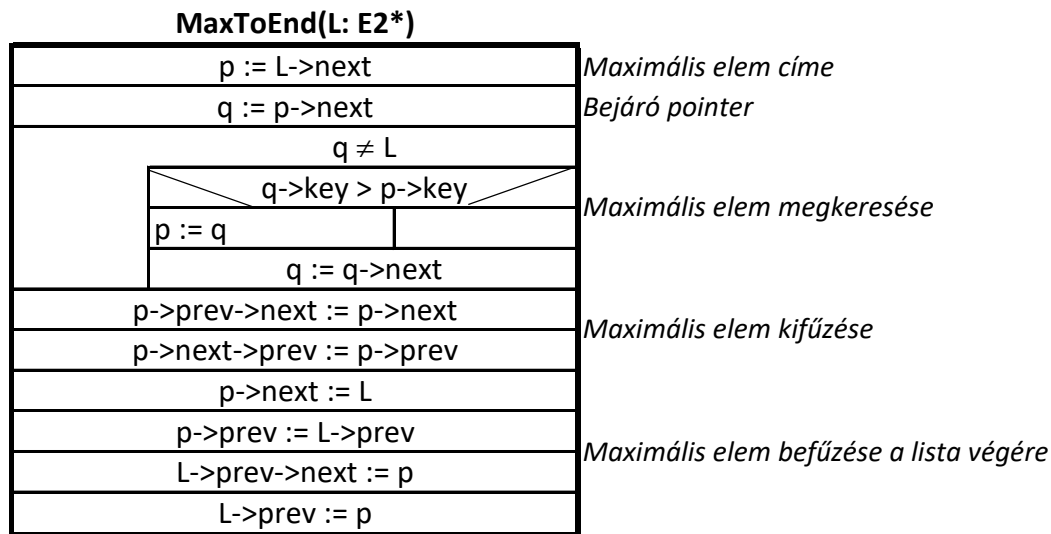 MaxToEnd(L: E2*)
p := L->next
Maximális elem címe
q := p->next
Bejáró pointer
q ≠ L
q->key > p->key
Maximális elem megkeresése
p := q
q := q->next
p->prev->next := p->next
Maximális elem kifűzése
p->next->prev := p->prev
p->next := L
p->prev := L->prev
Maximális elem befűzése a lista végére
L->prev->next := p
L->prev := p